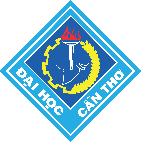 ĐẠI HỌC
CẦN THƠ